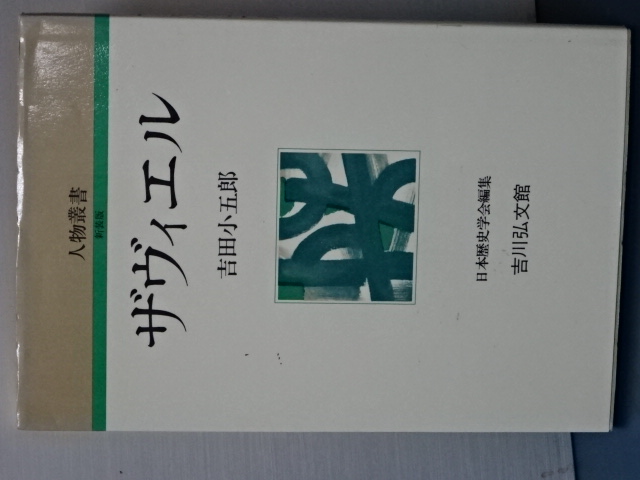 人物叢書
新装版
ザヴィエル
吉田小五郎
日本歴史学会編集
吉川弘文館